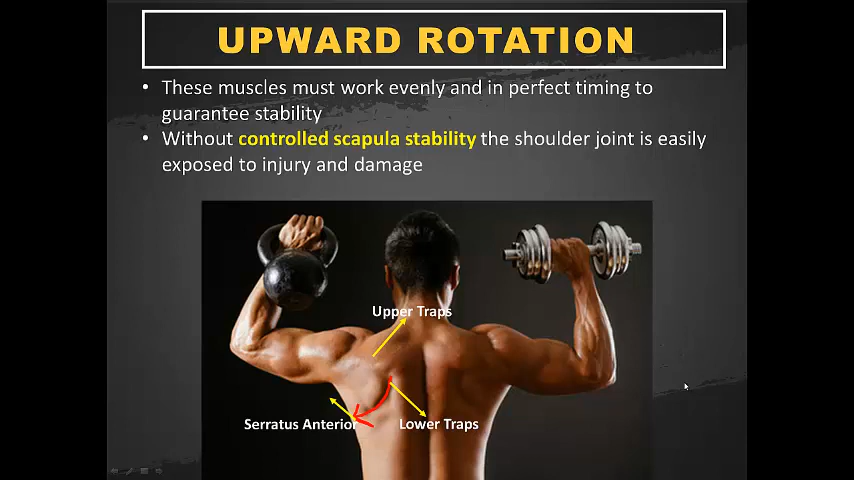 UPWARD ROTATION
• These muscles must work evenly and in perfect timing to
guarantee stability
• Without controlled scapula stability the shoulder joint is easily
exposed to injury and damage
Upper Traps
Serratus Anterior
Lower Traps